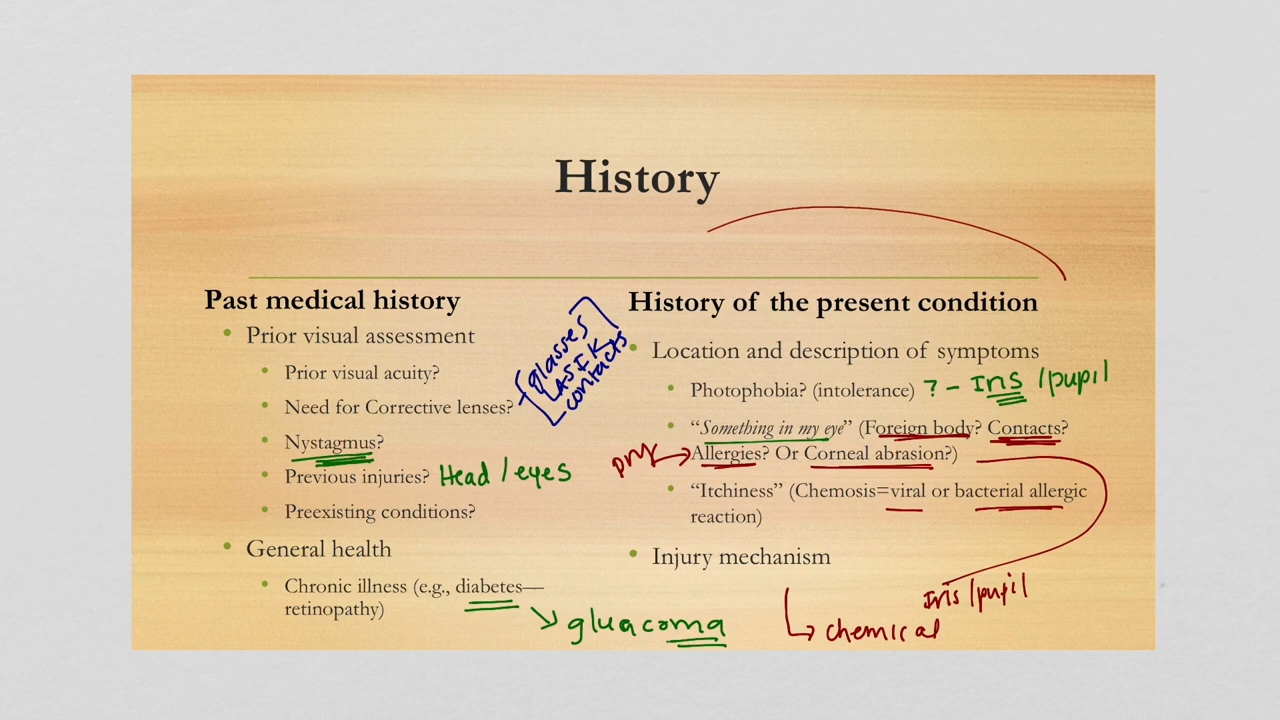 History
Past medical history
Prior visual assessment
Prior visual acuity?
Need for Corrective lenses?
glasses
LASIK
contacts
Nystagmus?
Previous injuries? Head / eyes
Preexisting conditions?
General health
Chronic illness (e.g., diabetes—
retinopathy)
gluacoma
History of the present condition
Location and description of symptoms
Photophobia? (intolerance) ? - Iris / pupil
“Something in my eye” (Foreign body? Contacts?
Allergies? Or Corneal abrasion?)
“Itchiness” (Chemosis=viral or bacterial allergic
reaction)
Injury mechanism
Iris / pupil
chemical